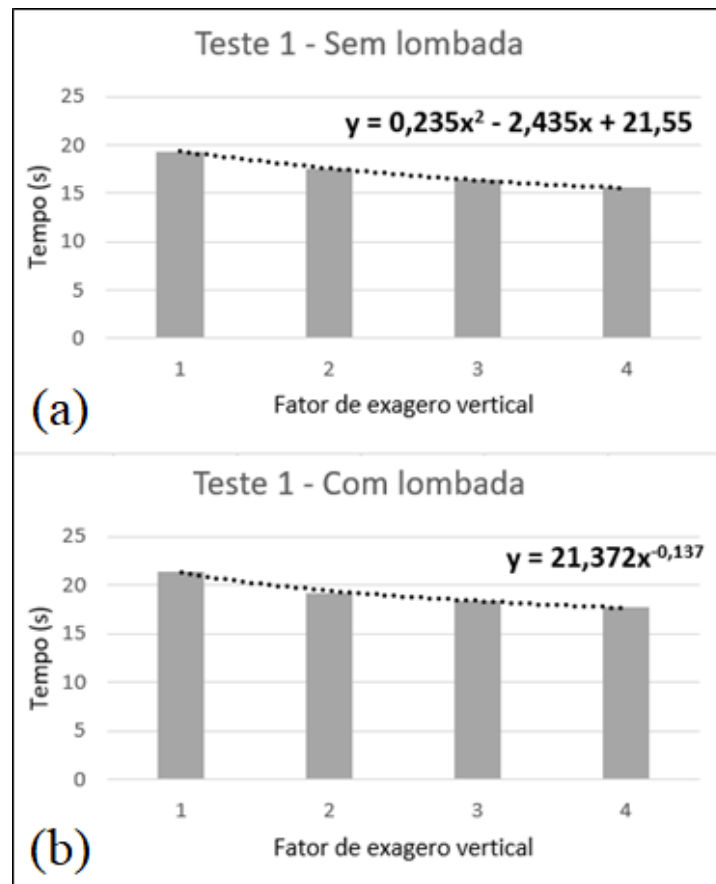 Teste 1 - Sem lombada
25
y = 0,235x² - 2,435x + 21,55
20
15
10
5
0
Tempo (s)
1 2 3 4
Fator de exagero vertical
(a)
Teste 1 - Com lombada
25
y = 21,372x⁻⁰,¹³⁷
20
15
10
5
0
Tempo (s)
1 2 3 4
Fator de exagero vertical
(b)